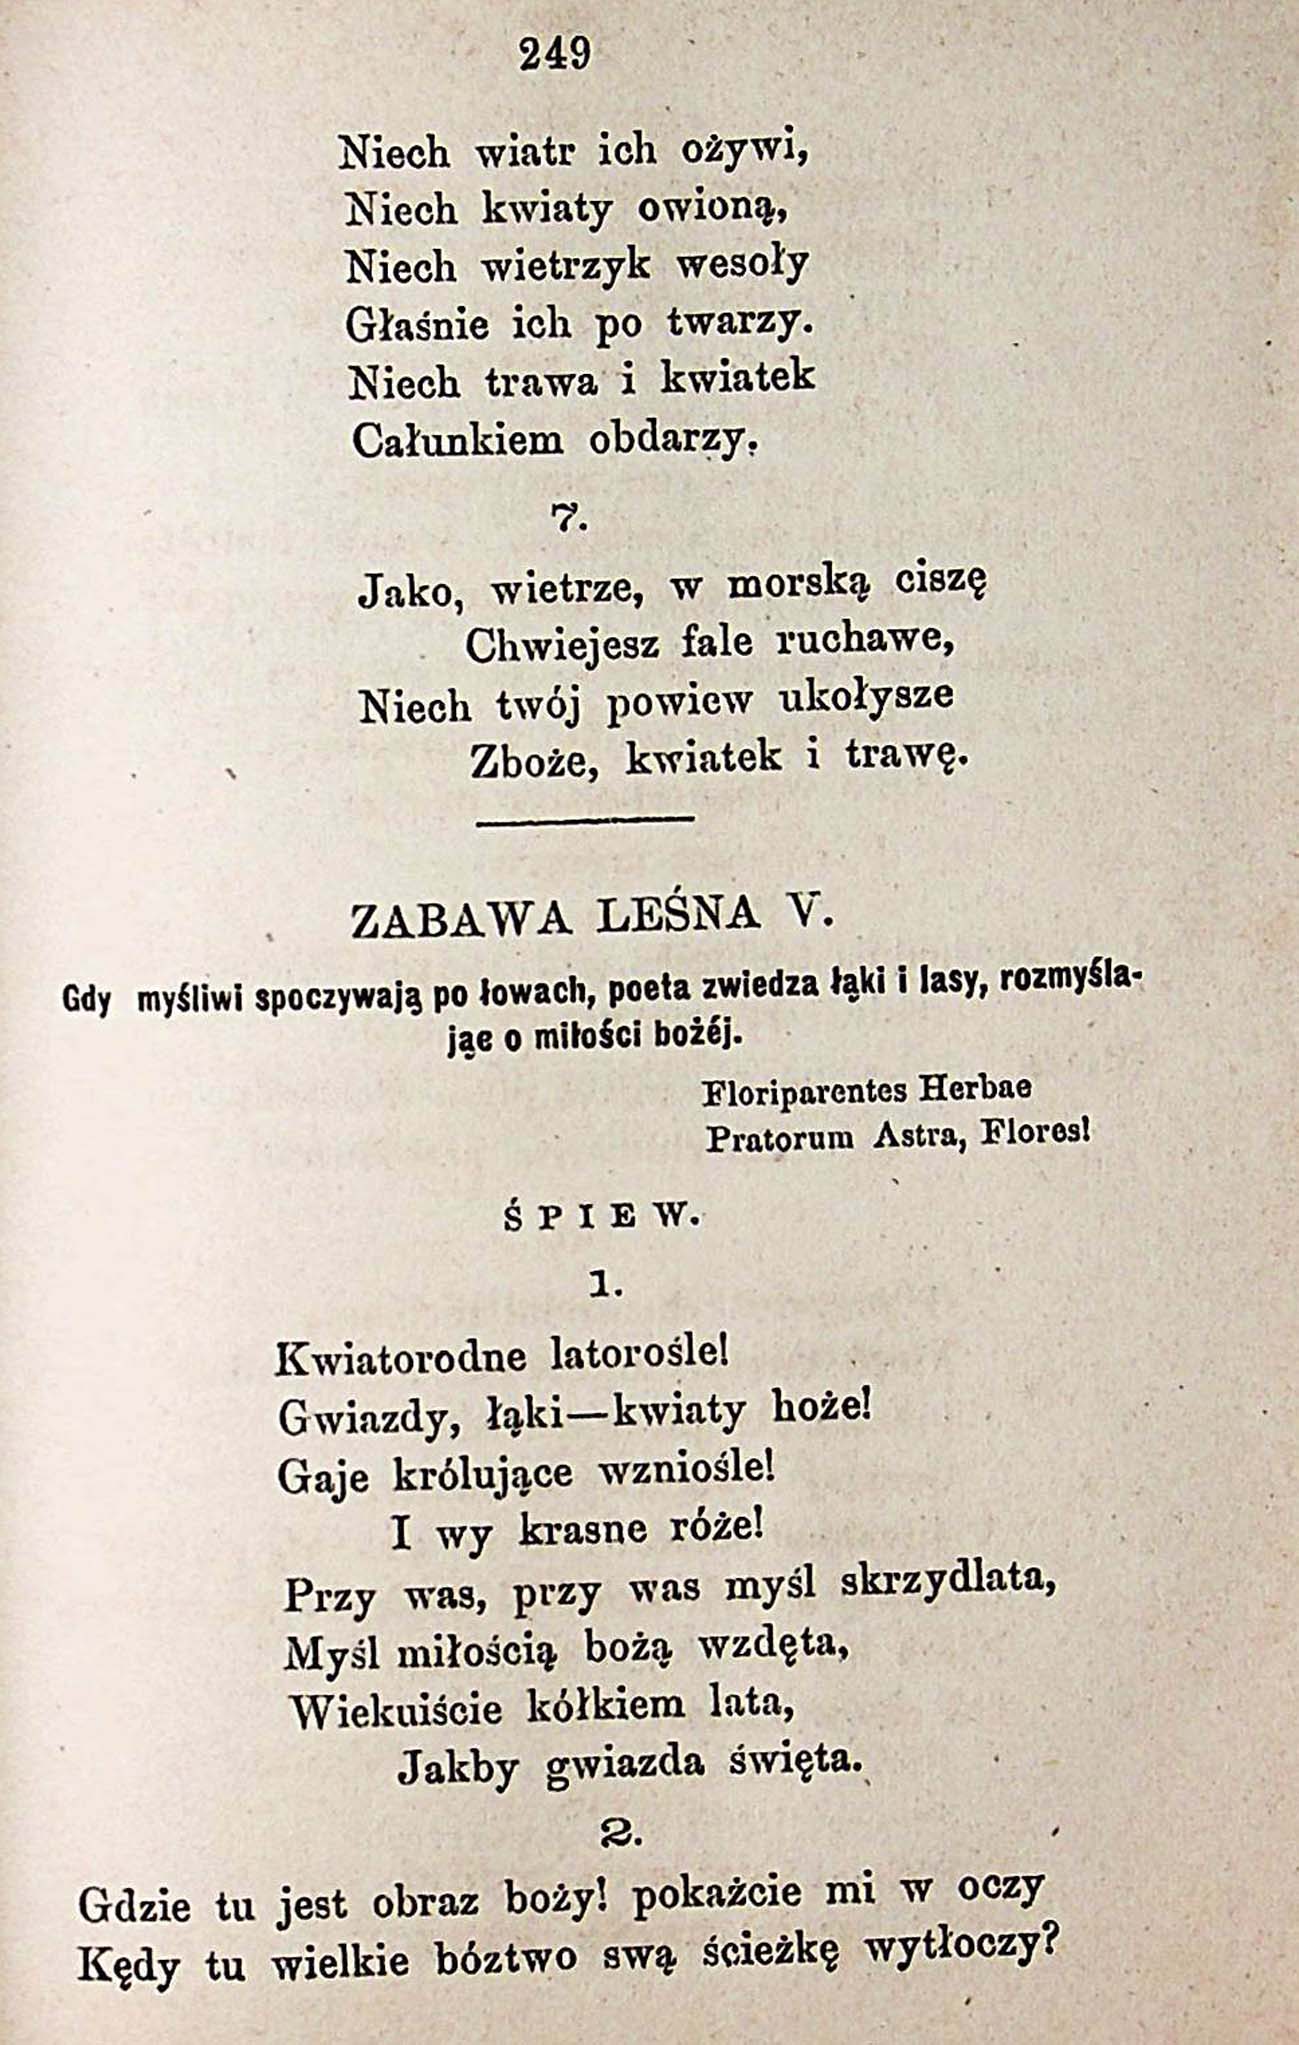 249
Niech wiatr ich ożywi,
Niech kwiaty owioną,
Niech wietrzyk wesoły
Głaśnie ich po twarzy.
Niech trawa i kwiatek
Całunkiem obdarzy.
7.
Jako, wietrze, w morską ciszę
Chwiejesz fale ruchawe,
Niech twój powiew ukołysze
Zboże, kwiatek i trawę.
ZABAWA LEŚNA V.
Gdy myśliwi spoczywają po łowach, poeta zwiedza łąki i lasy, rozmyśla-
jąc o miłości bożéj.
Floriparentes Herbae
Pratorum Astra, Flores!
ŚPIEW.
1.
Kwiatorodne latorośle!
Gwiazdy, łąki—kwiaty hoże!
Gaje królujące wzniośle!
I wy krasne róże!
Przy was, przy was myśl skrzydlata,
Myśl miłością bożą wzdęta,
Wiekuiście kółkiem lata,
Jakby gwiazda święta.
2.
Gdzie tu jest obraz boży! pokażcie mi w oczy
Kędy tu wielkie bóztwo swą ścieżkę wytłoczy?